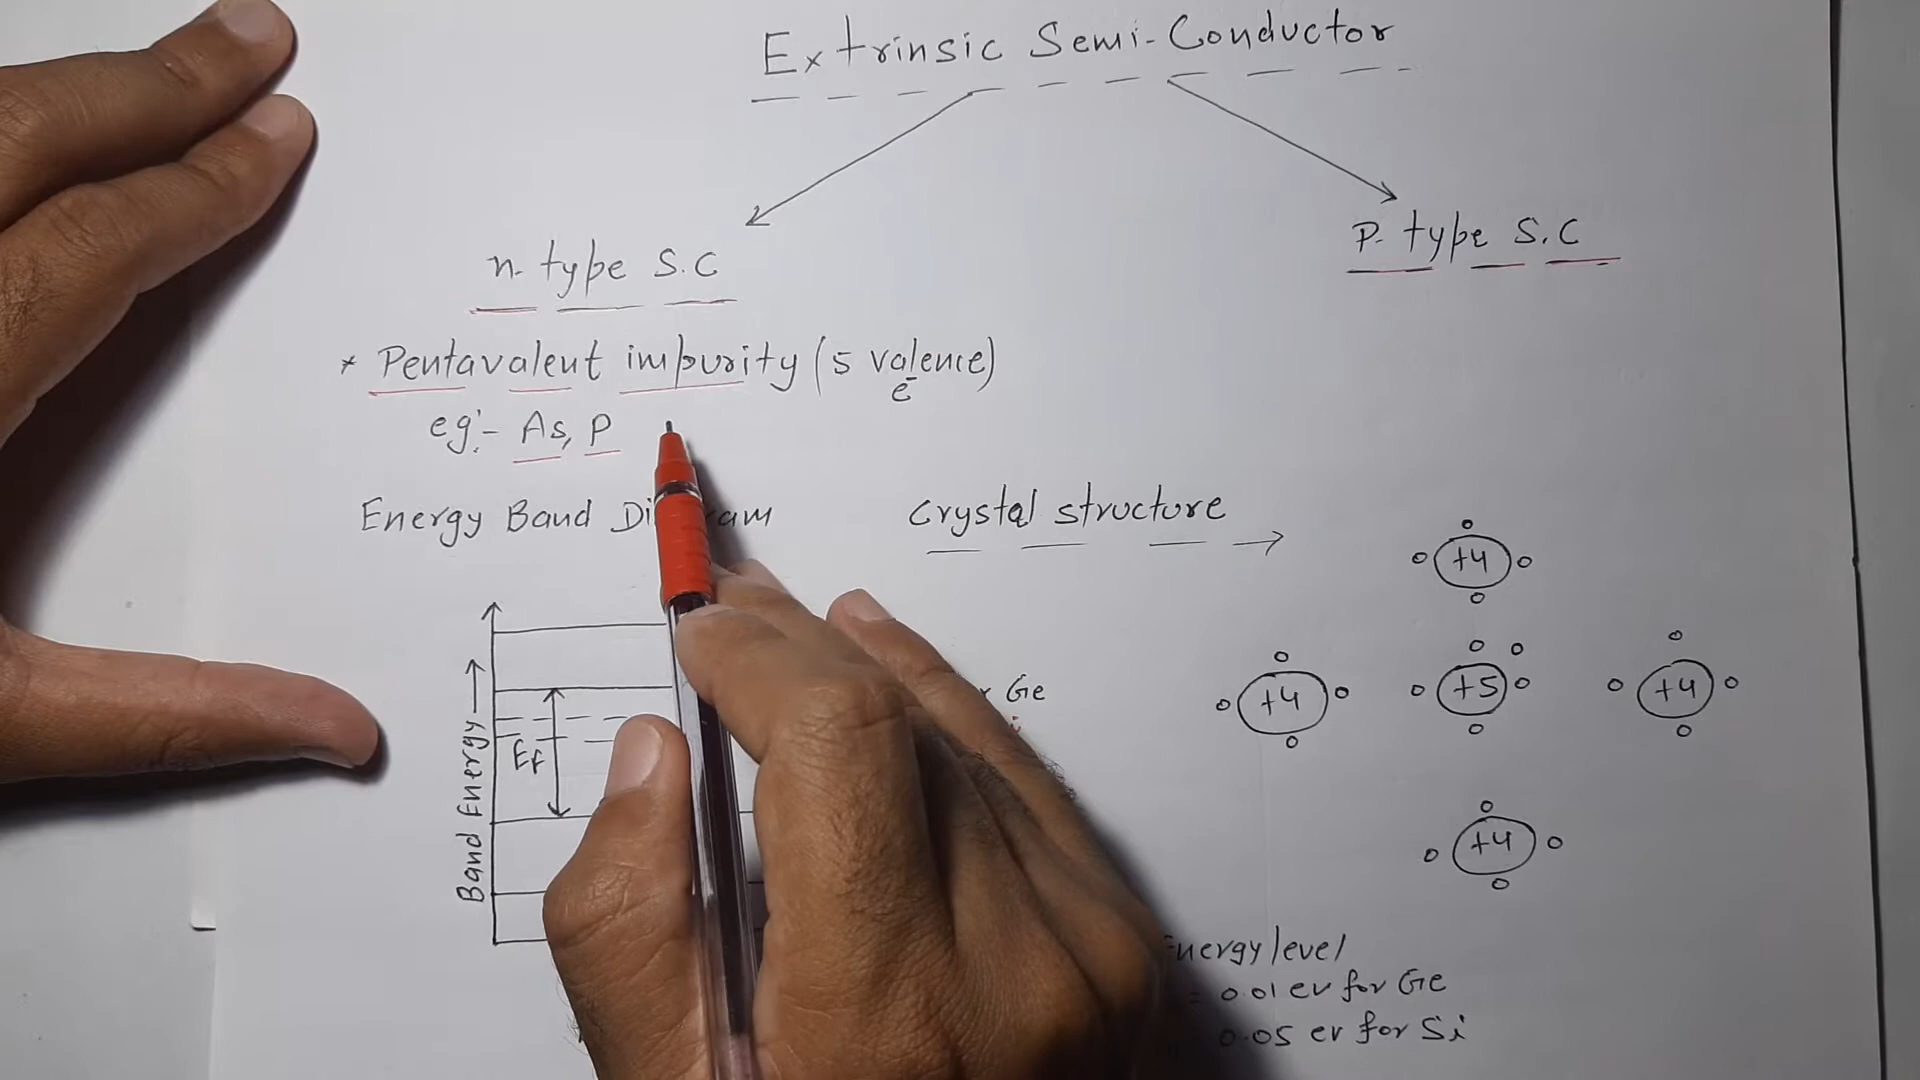 Extrinsic Semi-Conductor
n-type S.C
P-type S.C
* Pentavalent impurity (5 valence)
e-
eg:- As, P
Energy Band
Crystal structure
+4
+4
+5
+4
+4
Ge
Ef
Band Energy
Energy level
= 0.01 ev for Ge
0.05 ev for Si